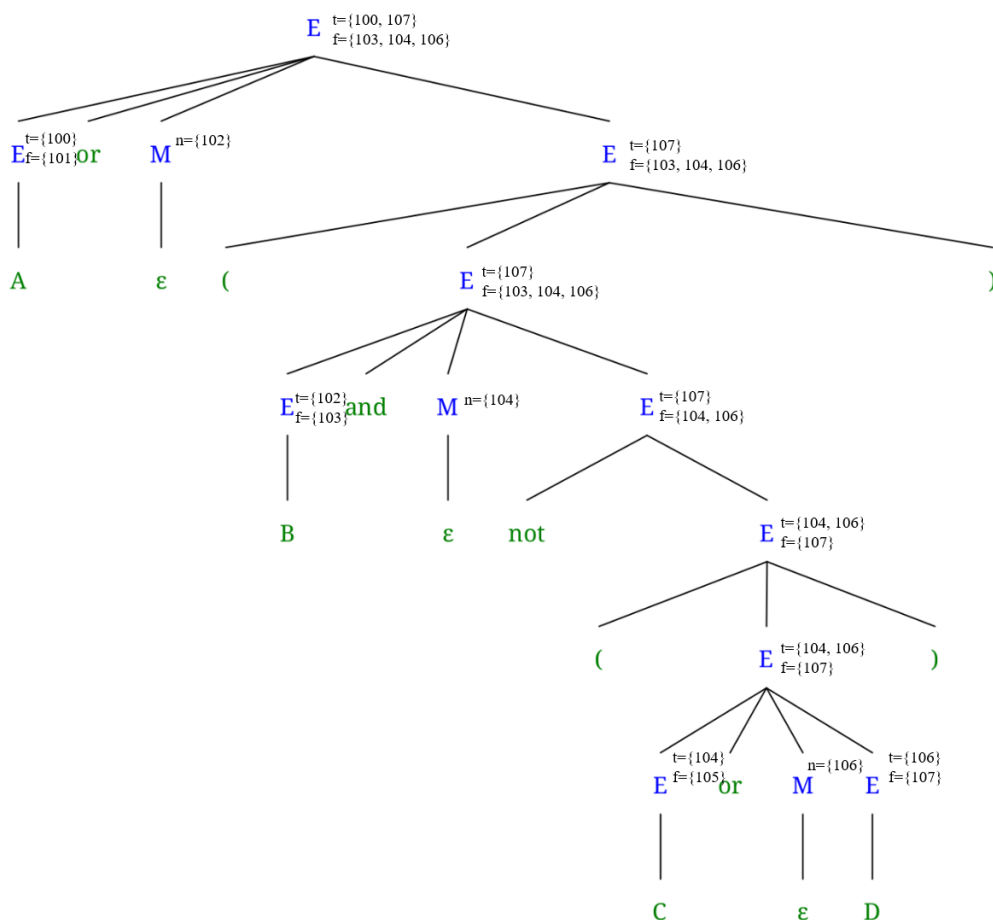 E t={100, 107}
f={103, 104, 106}
E t={100} f={101} or M n={102} E t={107} f={103, 104, 106}
A ε ( E t={107} f={103, 104, 106} )
E t={102} f={103} and M n={104} E t={107} f={104, 106}
B ε not E t={104, 106} f={107}
( E t={104, 106} f={107} )
E t={104} f={105} or M n={106} E t={106} f={107}
C ε D